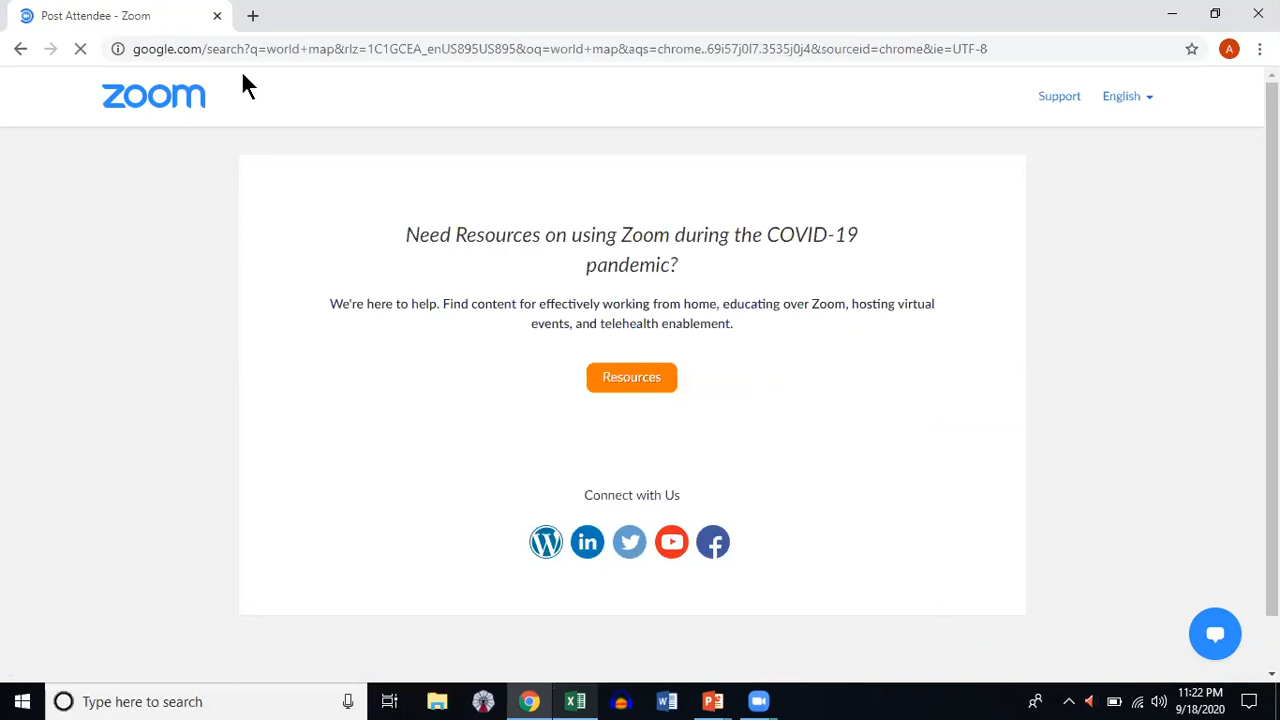 Post Attendee - Zoom
google.com/search?q=world+map&rlz=1C1GCEA_enUS895US895&oq=world+map&aqs=chrome..69i57j0l7.3535j0j4&sourceid=chrome&ie=UTF-8
A
zoom
Support
English
Need Resources on using Zoom during the COVID-19
pandemic?
We're here to help. Find content for effectively working from home, educating over Zoom, hosting virtual
events, and telehealth enablement.
Resources
Connect with Us
Type here to search
11:22 PM
9/18/2020